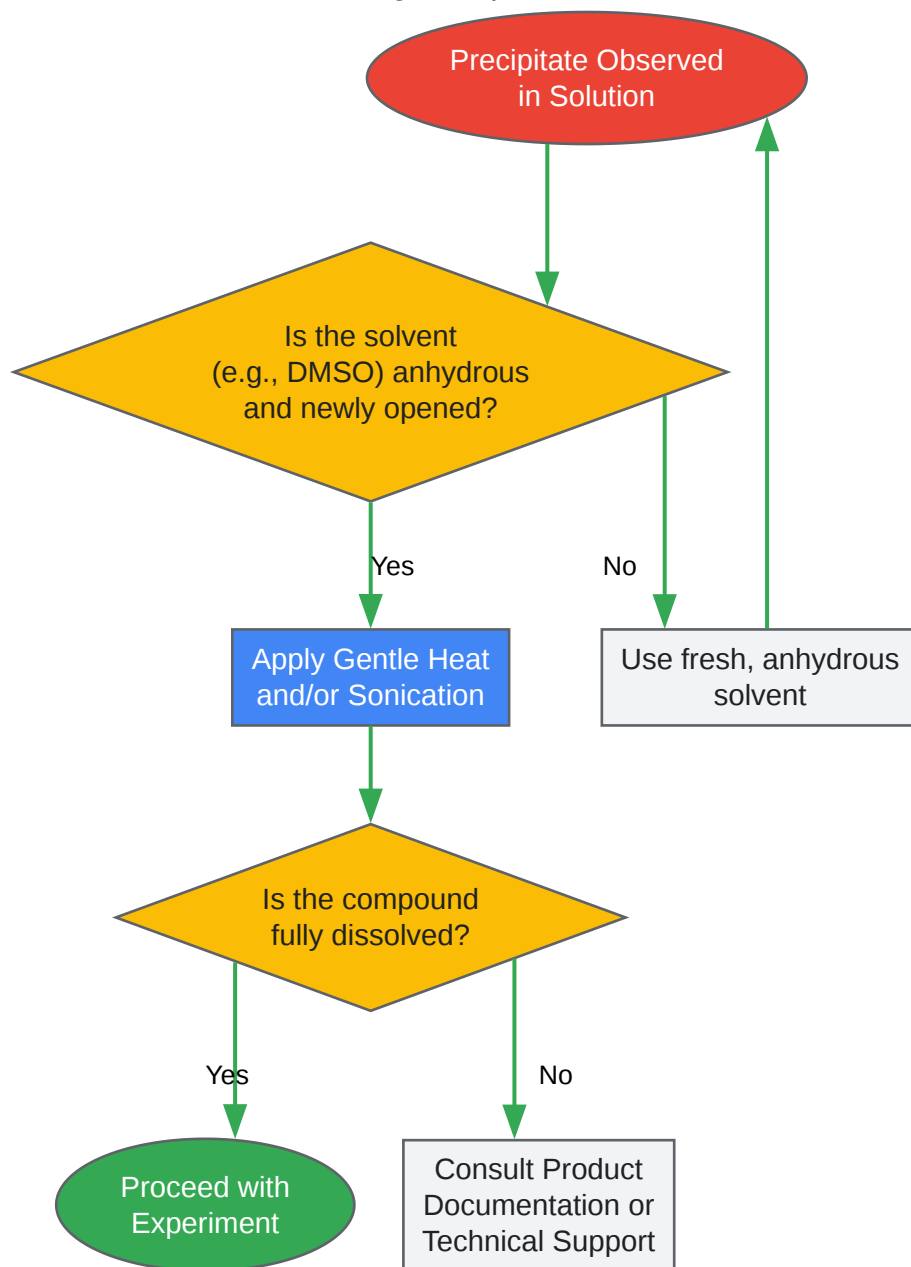 Precipitate Observed
in Solution
Is the solvent
(e.g., DMSO) anhydrous
and newly opened?
Yes
No
Apply Gentle Heat
and/or Sonication
Use fresh, anhydrous
solvent
Is the compound
fully dissolved?
Yes
No
Proceed with
Experiment
Consult Product
Documentation or
Technical Support